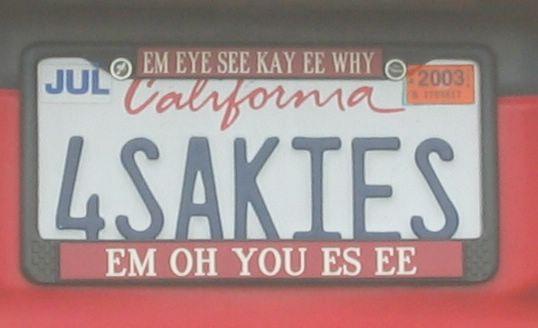 EM EYE SEE KAY EE WHY
JUL
2003
California
4SAKIES
EM OH YOU ES EE